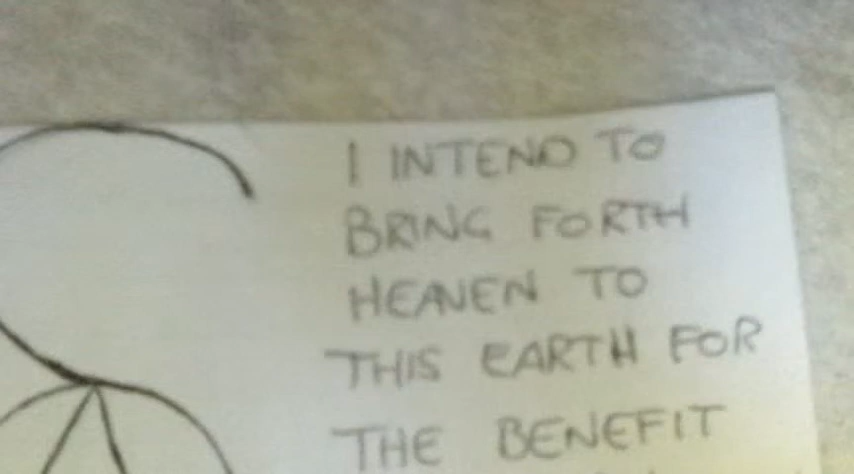 I INTEND TO
BRING FORTH
HEAVEN TO
THIS EARTH FOR
THE BENEFIT